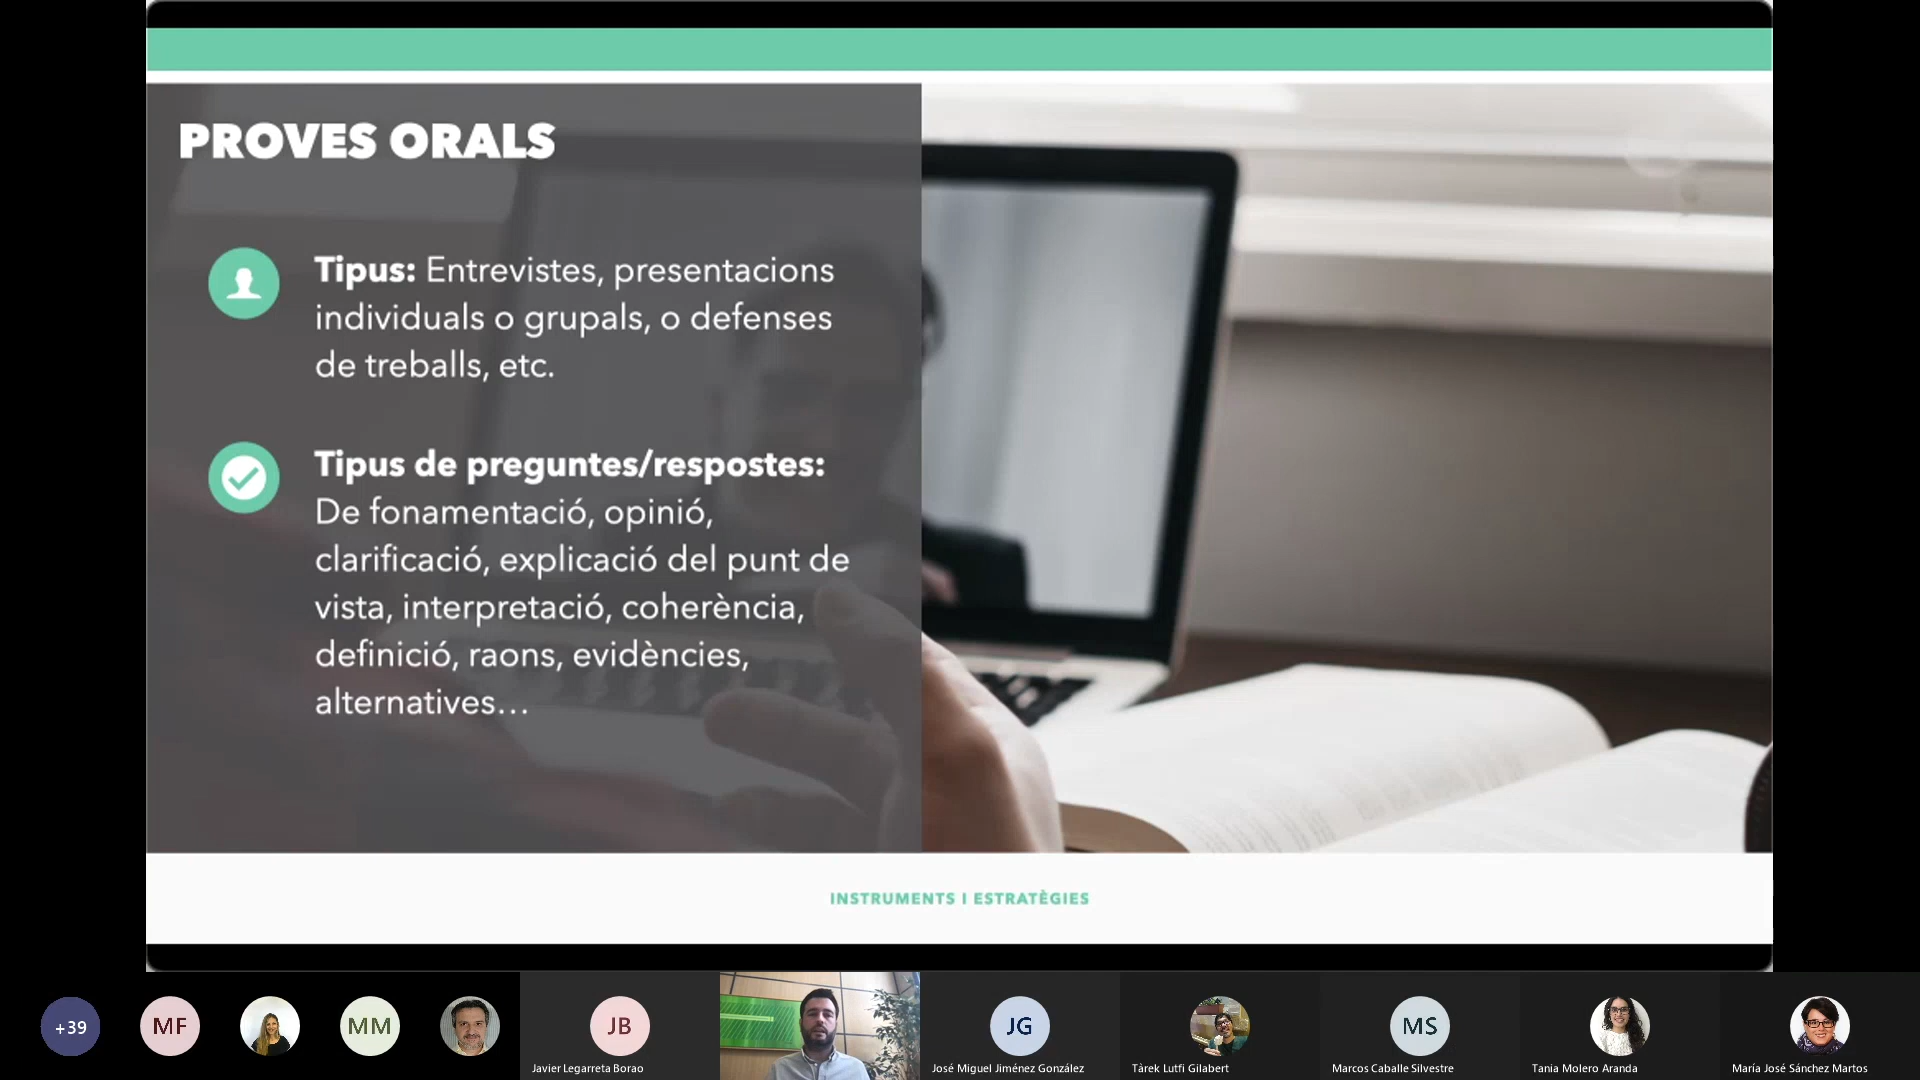 PROVES ORALS
Tipus: Entrevistes, presentacions
individuals o grupals, o defenses
de treballs, etc.
Tipus de preguntes/respostes:
De fonamentació, opinió,
clarificació, explicació del punt de
vista, interpretació, coherència,
definició, raons, evidències,
alternatives…
INSTRUMENTS I ESTRATÈGIES
+39
MF
MM
JB
JG
MS
Javier Legarreta Borao
José Miguel Jiménez González
Tàrek Lutfi Gilabert
Marcos Caballe Silvestre
Tania Molero Aranda
María José Sánchez Martos